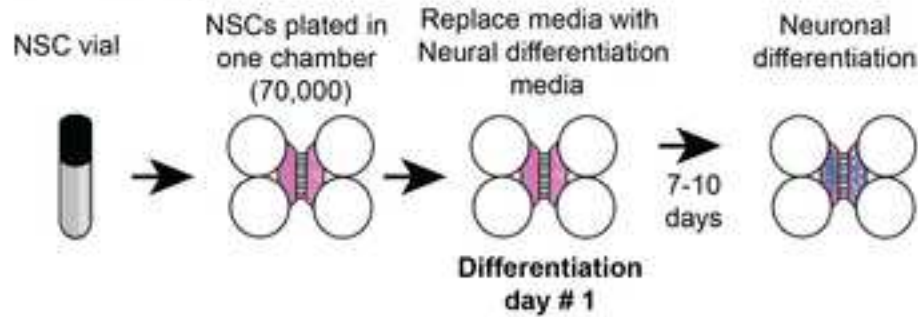 NSC vial
NSCs plated in
one chamber
(70,000)
Replace media with
Neural differentiation
media
Differentiation
day # 1
7-10
days
Neuronal
differentiation